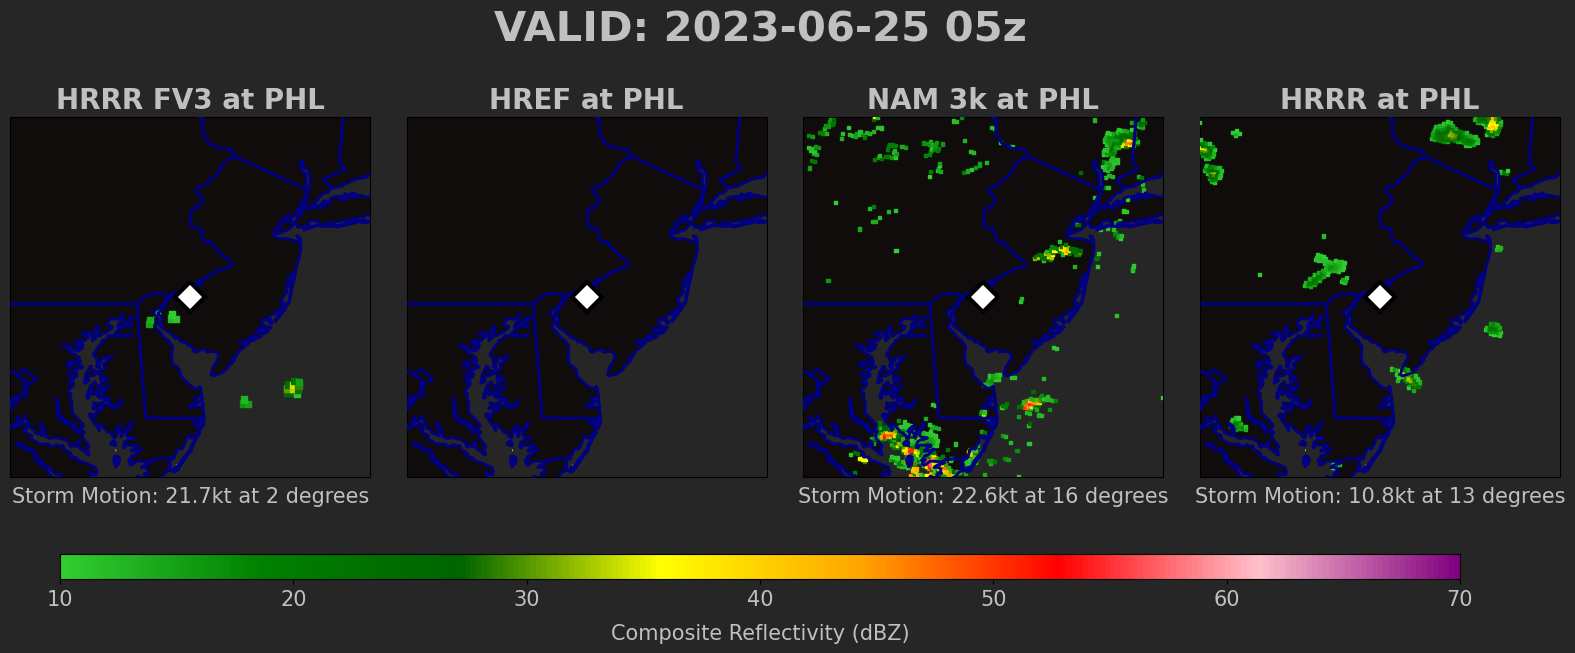 VALID: 2023-06-25 05z
HRRR FV3 at PHL
HREF at PHL
NAM 3k at PHL
HRRR at PHL
Storm Motion: 21.7kt at 2 degrees
Storm Motion: 22.6kt at 16 degrees
Storm Motion: 10.8kt at 13 degrees
10 20 30 40 50 60 70
Composite Reflectivity (dBZ)